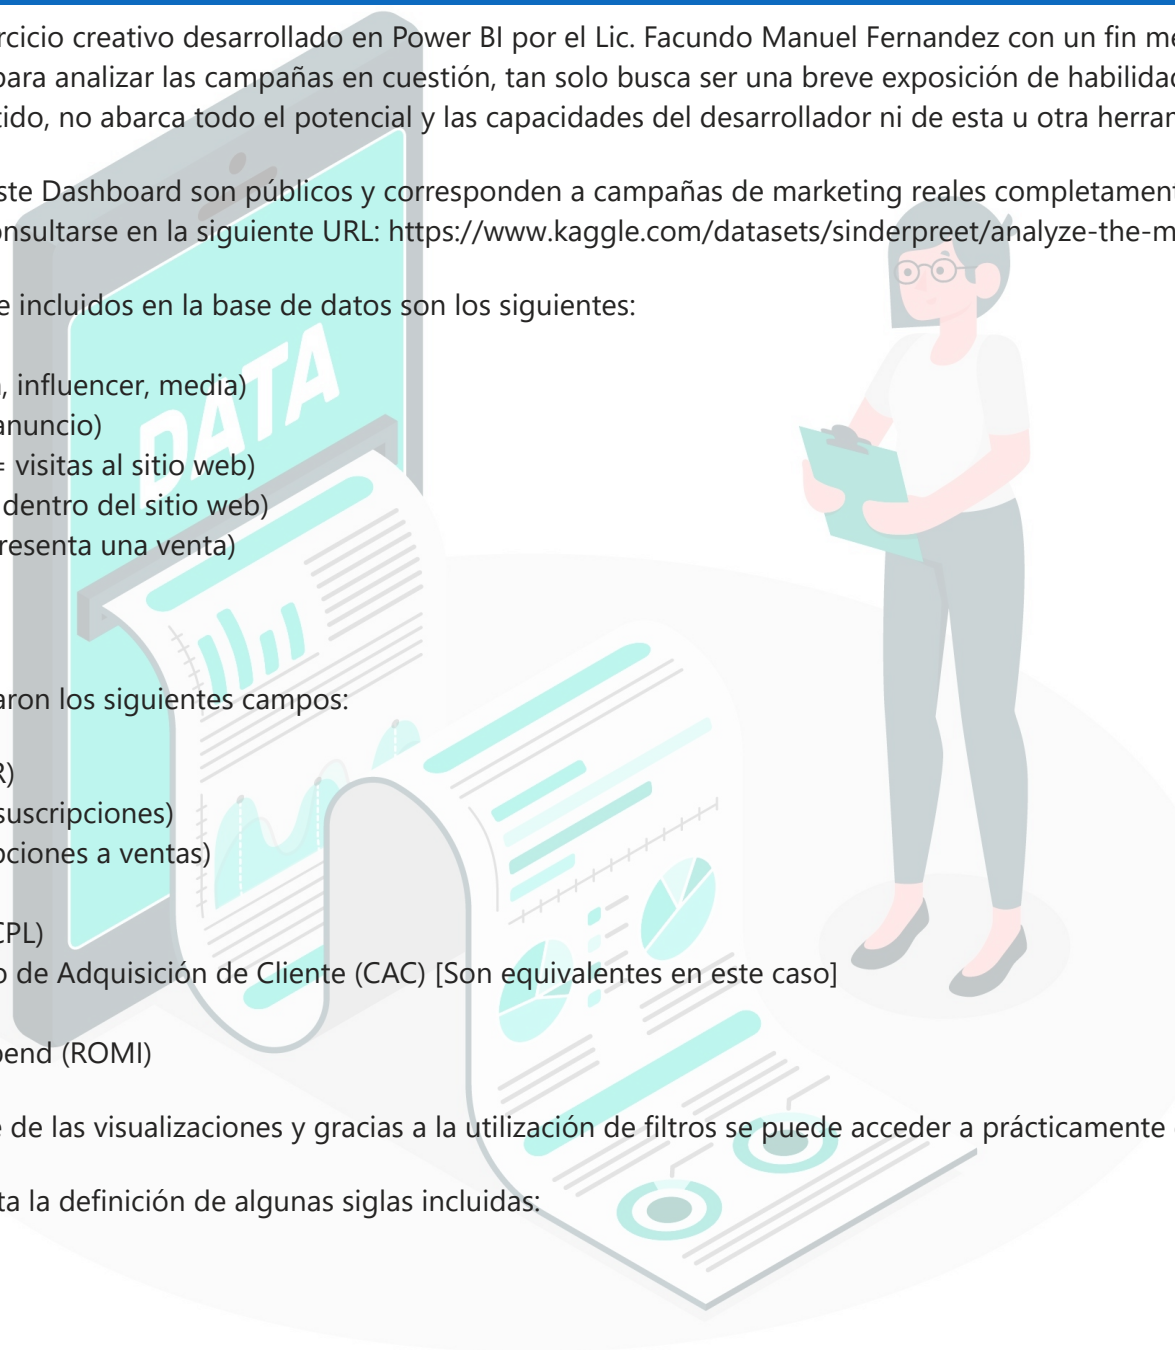 rcicio creativo desarrollado en Power BI por el Lic. Facundo Manuel Fernandez con un fin me
para analizar las campañas en cuestión, tan solo busca ser una breve exposición de habilidad
tido, no abarca todo el potencial y las capacidades del desarrollador ni de esta u otra herran
ste Dashboard son públicos y corresponden a campañas de marketing reales completament
onsultarse en la siguiente URL: https://www.kaggle.com/datasets/sinderpreet/analyze-the-m
e incluidos en la base de datos son los siguientes:
, influencer, media)
anuncio)
= visitas al sitio web)
dentro del sitio web)
resenta una venta)
DATA
aron los siguientes campos:
R)
suscripciones)
pciones a ventas)
CPL)
o de Adquisición de Cliente (CAC) [Son equivalentes en este caso]
pend (ROMI)
e de las visualizaciones y gracias a la utilización de filtros se puede acceder a prácticamente
ta la definición de algunas siglas incluidas: